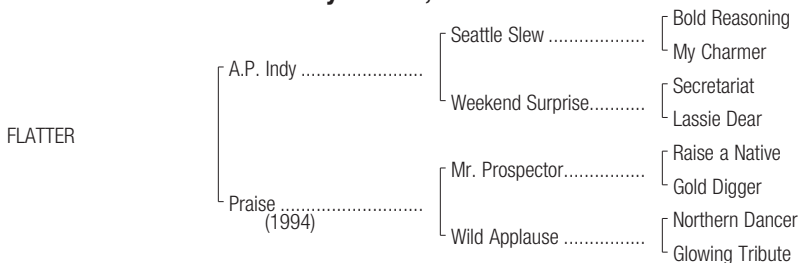 Bold Reasoning
Seattle Slew ...................
My Charmer
A.P. Indy ........................
Secretariat
Weekend Surprise...........
Lassie Dear
FLATTER
Raise a Native
Mr. Prospector................
Gold Digger
Praise ............................
(1994)
Northern Dancer
Wild Applause ................
Glowing Tribute